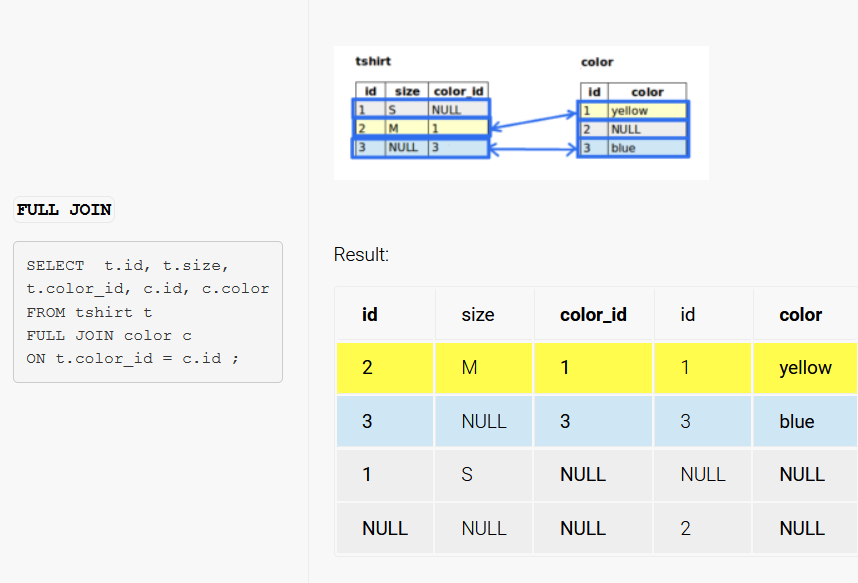 FULL JOIN
SELECT  t.id, t.size,
t.color_id, c.id, c.color
FROM tshirt t
FULL JOIN color c
ON t.color_id = c.id ;
tshirt
id size color_id
1 S NULL
2 M 1
3 NULL 3
color
id color
1 yellow
2 NULL
3 blue
Result:
id size color_id id color
2 M 1 1 yellow
3 NULL 3 3 blue
1 S NULL NULL NULL
NULL NULL NULL 2 NULL